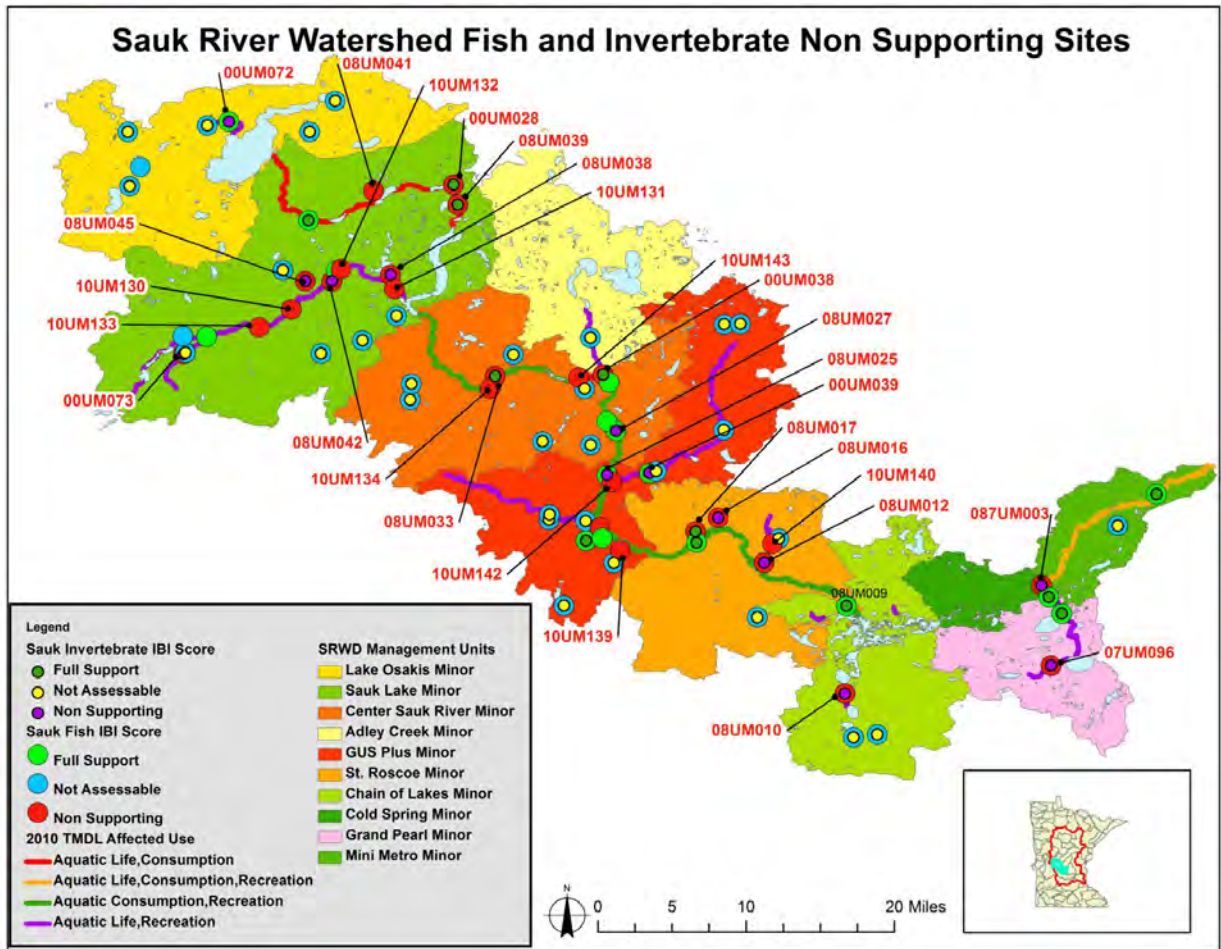 Sauk River Watershed Fish and Invertebrate Non Supporting Sites
08UM041
00UM072
10UM132
00UM028
08UM039
08UM038
10UM131
08UM045
10UM143
10UM130
00UM038
10UM133
08UM027
08UM025
00UM039
00UM073
08UM017
08UM042
08UM016
10UM134
10UM140
08UM012
087UM003
08UM033
10UM142
08UM009
10UM139
07UM096
08UM010
Legend
Sauk Invertebrate IBI Score
Full Support
Not Assessable
Non Supporting
Sauk Fish IBI Score
Full Support
Not Assessable
Non Supporting
2010 TMDL Affected Use
Aquatic Life,Consumption
Aquatic Life,Consumption,Recreation
Aquatic Consumption,Recreation
Aquatic Life,Recreation
SRWD Management Units
Lake Osakis Minor
Sauk Lake Minor
Center Sauk River Minor
Adley Creek Minor
GUS Plus Minor
St. Roscoe Minor
Chain of Lakes Minor
Cold Spring Minor
Grand Pearl Minor
Mini Metro Minor
N
0 5 10 20 Miles